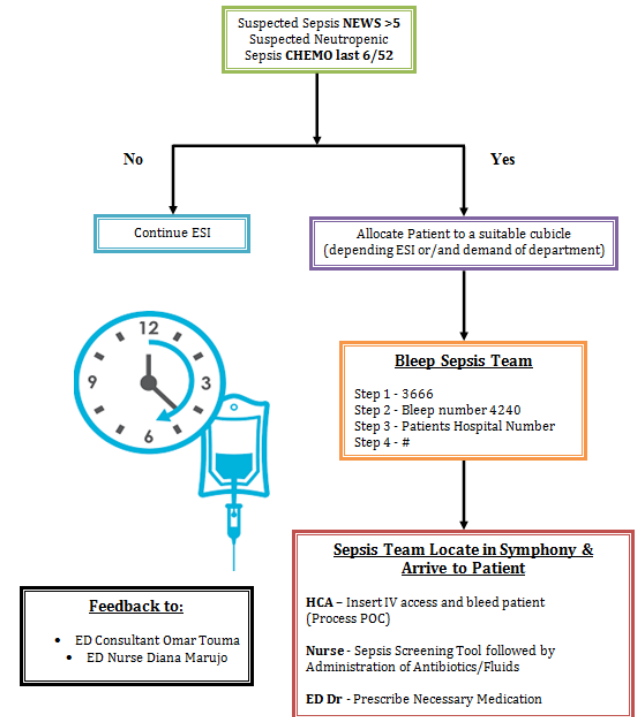 Suspected Sepsis NEWS >5
Suspected Neutropenic
Sepsis CHEMO last 6/52
No
Yes
Continue ESI
Allocate Patient to a suitable cubicle
(depending ESI or/and demand of department)
12
3
6
9
Bleep Sepsis Team
Step 1 - 3666
Step 2 - Bleep number 4240
Step 3 - Patients Hospital Number
Step 4 - #
Sepsis Team Locate in Symphony &
Arrive to Patient
HCA – Insert IV access and bleed patient
(Process POC)
Nurse - Sepsis Screening Tool followed by
Administration of Antibiotics/Fluids
ED Dr - Prescribe Necessary Medication
Feedback to:
• ED Consultant Omar Touma
• ED Nurse Diana Marujo